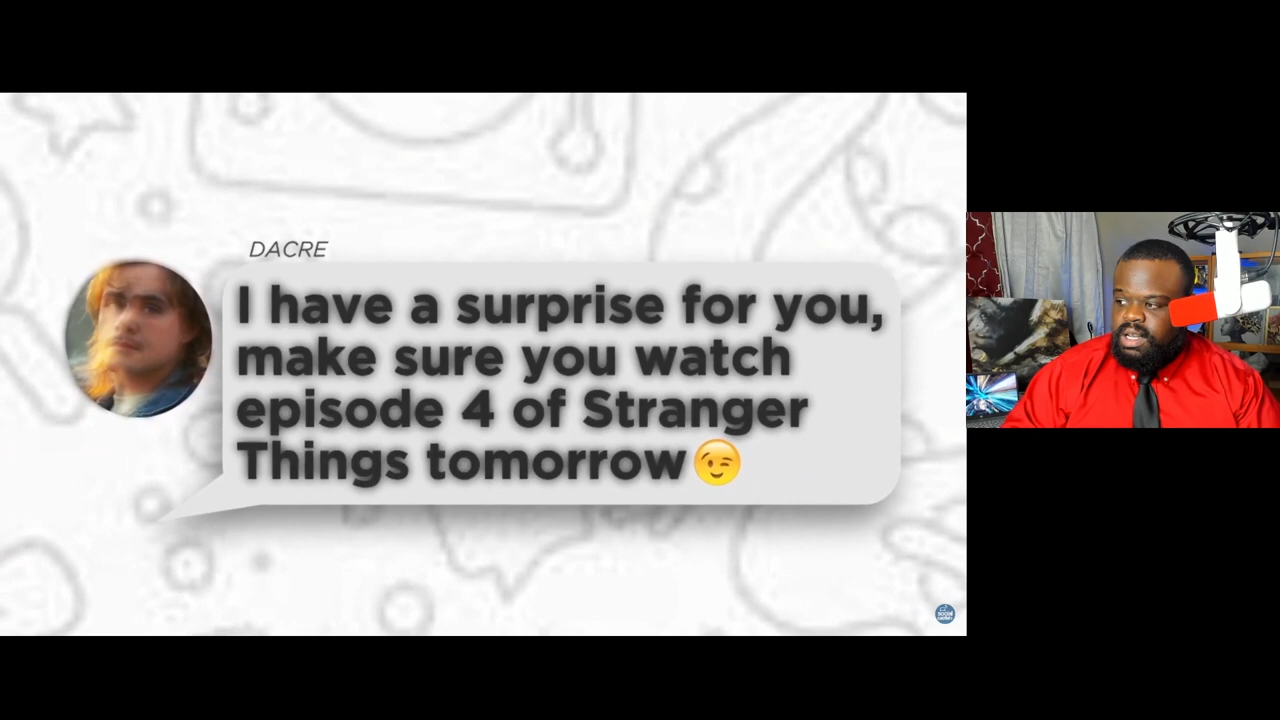 DACRE
I have a surprise for you,
make sure you watch
episode 4 of Stranger
Things tomorrow😉